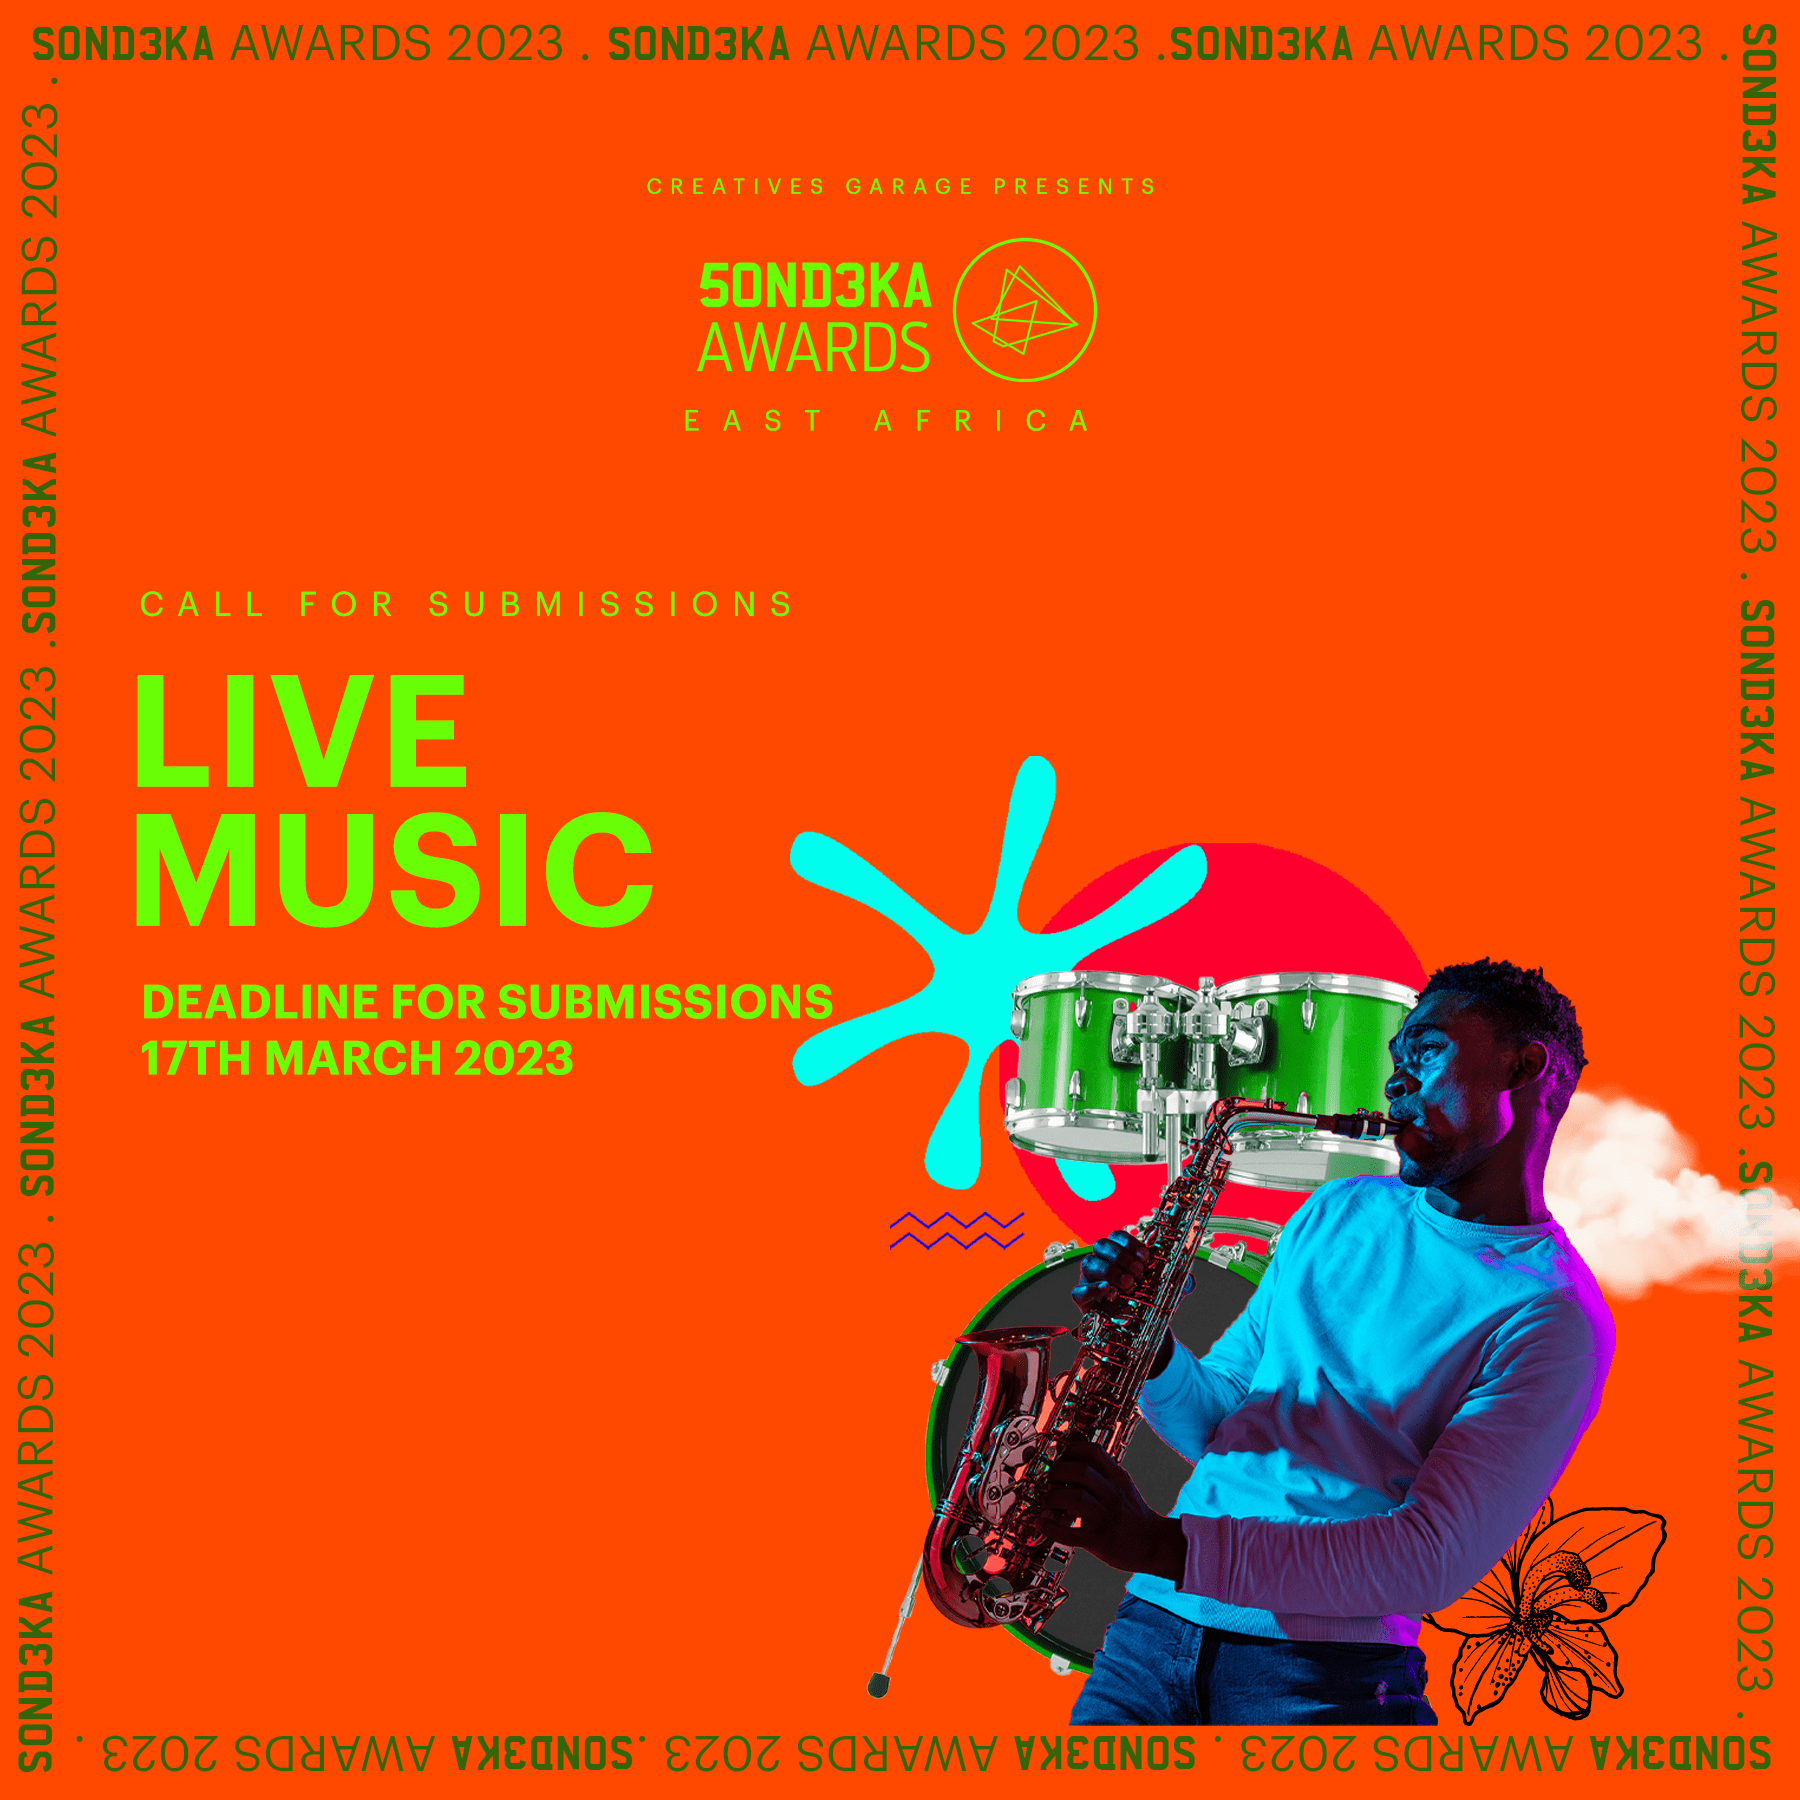 SOND3KA AWARDS 2023 . SOND3KA AWARDS 2023 .SOND3KA AWARDS 2023 .
SOND3KA AWARDS 2023 . SOND3KA AWARDS 2023 .SOND3KA AWARDS 2023 .
CREATIVES GARAGE PRESENTS
5OND3KA
AWARDS
EAST AFRICA
CALL FOR SUBMISSIONS
LIVE
MUSIC
DEADLINE FOR SUBMISSIONS
17TH MARCH 2023
SOND3KA AWARDS 2023 . SOND3KA AWARDS 2023 .SOND3KA AWARDS 2023 .
SOND3KA AWARDS 2023 . SOND3KA AWARDS 2023 .SOND3KA AWARDS 2023 .